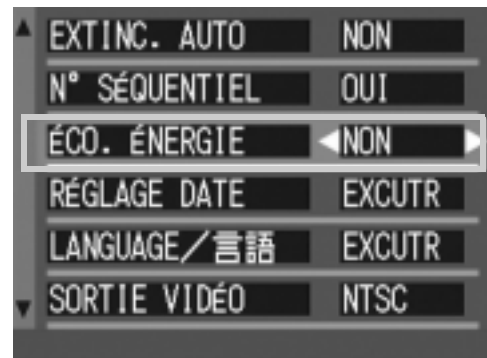 EXTINC. AUTO NON
N° SÉQUENTIEL OUI
ÉCO. ÉNERGIE NON
RÉGLAGE DATE EXCUTR
LANGUAGE/言語 EXCUTR
SORTIE VIDÉO NTSC